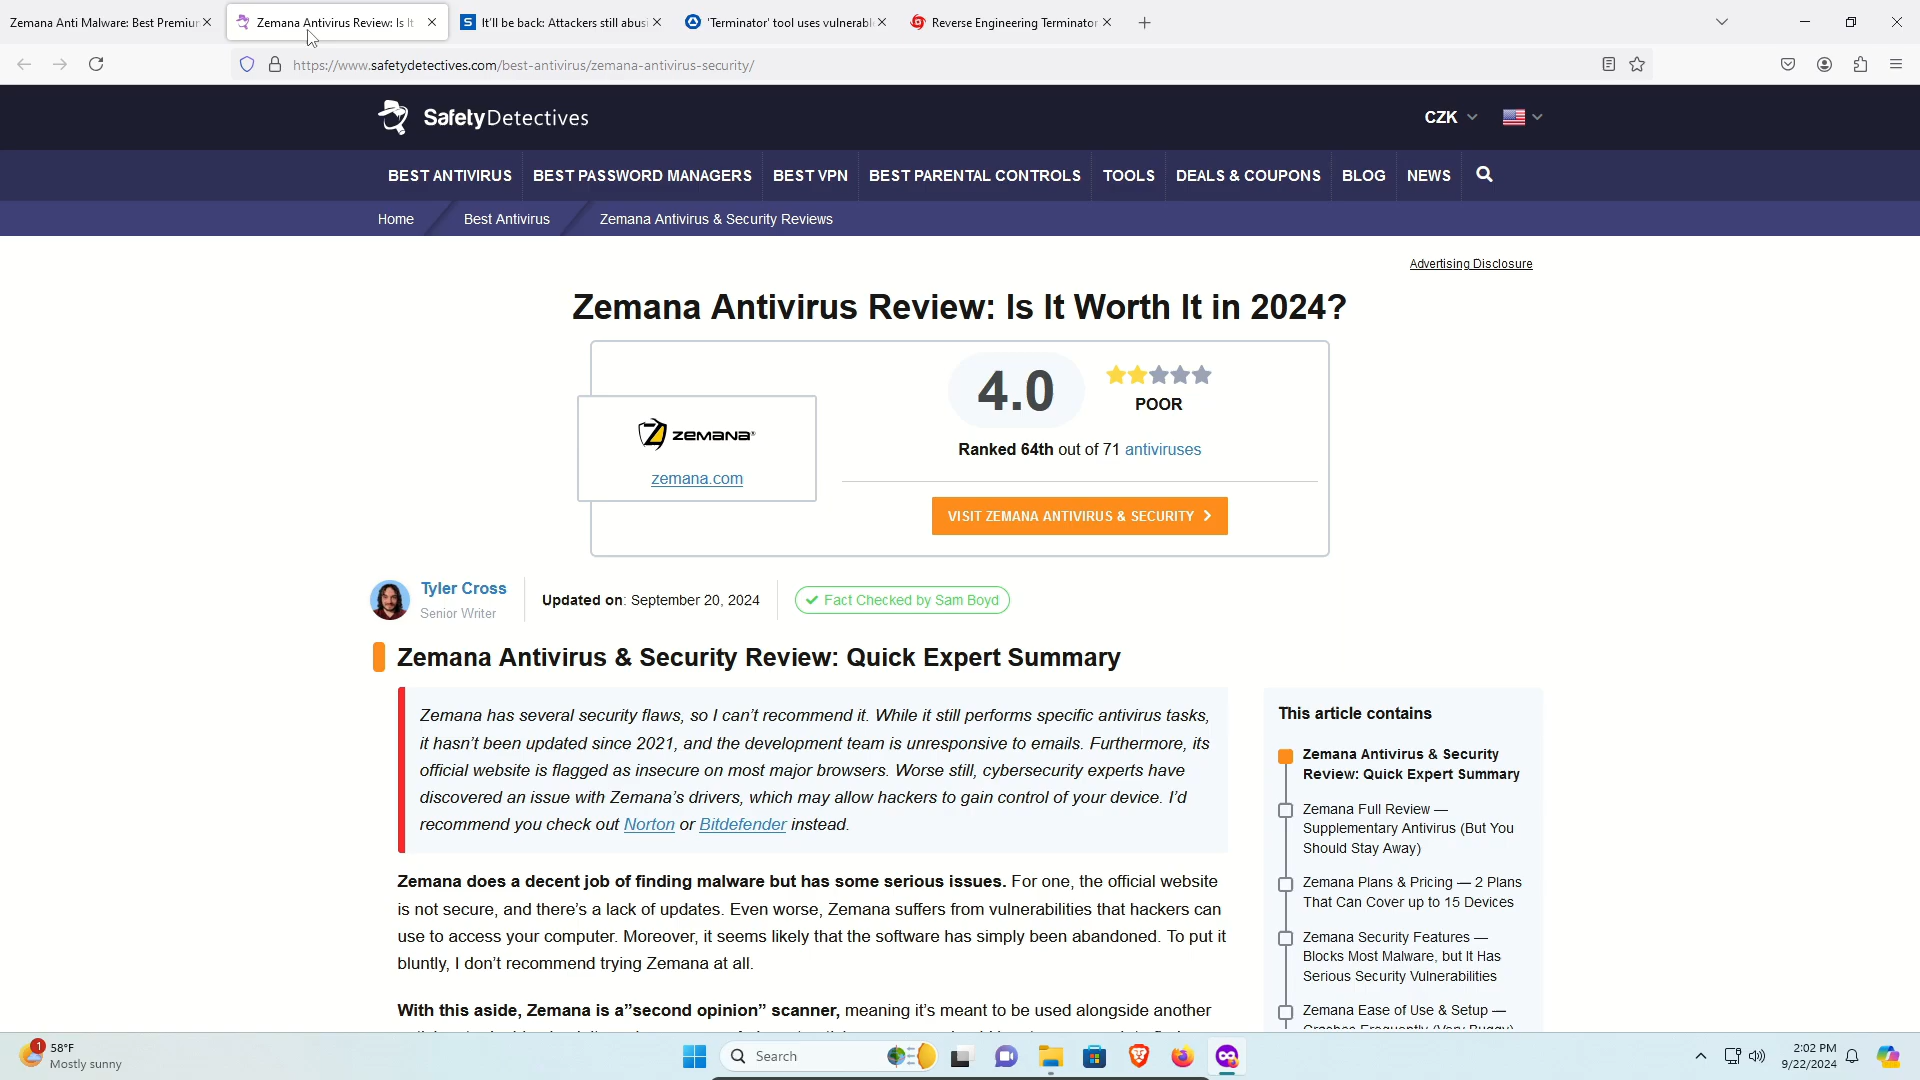 Zemana Anti Malware: Best Premiun
Zemana Antivirus Review: Is It
It'll be back: Attackers still abusi
'Terminator' tool uses vulnerabl
Reverse Engineering Terminator
https://www.safetydetectives.com/best-antivirus/zemana-antivirus-security/
SafetyDetectives
CZK
BEST ANTIVIRUS
BEST PASSWORD MANAGERS
BEST VPN
BEST PARENTAL CONTROLS
TOOLS
DEALS & COUPONS
BLOG
NEWS
Home
Best Antivirus
Zemana Antivirus & Security Reviews
Advertising Disclosure
Zemana Antivirus Review: Is It Worth It in 2024?
4.0
POOR
ZEMANA
zemana.com
Ranked 64th out of 71 antiviruses
VISIT ZEMANA ANTIVIRUS & SECURITY
Tyler Cross
Senior Writer
Updated on: September 20, 2024
Fact Checked by Sam Boyd
Zemana Antivirus & Security Review: Quick Expert Summary
Zemana has several security flaws, so I can't recommend it. While it still performs specific antivirus tasks,
it hasn't been updated since 2021, and the development team is unresponsive to emails. Furthermore, its
official website is flagged as insecure on most major browsers. Worse still, cybersecurity experts have
discovered an issue with Zemana's drivers, which may allow hackers to gain control of your device. I'd
recommend you check out Norton or Bitdefender instead.
Zemana does a decent job of finding malware but has some serious issues. For one, the official website
is not secure, and there's a lack of updates. Even worse, Zemana suffers from vulnerabilities that hackers can
use to access your computer. Moreover, it seems likely that the software has simply been abandoned. To put it
bluntly, I don't recommend trying Zemana at all.
With this aside, Zemana is a"second opinion" scanner, meaning it's meant to be used alongside another
This article contains
Zemana Antivirus & Security
Review: Quick Expert Summary
Zemana Full Review —
Supplementary Antivirus (But You
Should Stay Away)
Zemana Plans & Pricing — 2 Plans
That Can Cover up to 15 Devices
Zemana Security Features —
Blocks Most Malware, but It Has
Serious Security Vulnerabilities
Zemana Ease of Use & Setup —
Crashes Frequently (Very Buggy)
1
58°F
Mostly sunny
Search
2:02 PM
9/22/2024